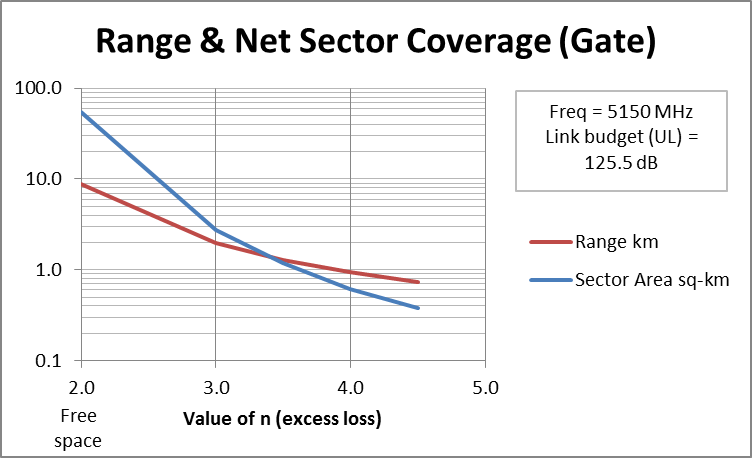 Range & Net Sector Coverage (Gate)
100.0
10.0
1.0
0.1
2.0 3.0 4.0 5.0
Free
space
Value of n (excess loss)
Freq = 5150 MHz
Link budget (UL) =
125.5 dB
Range km
Sector Area sq-km